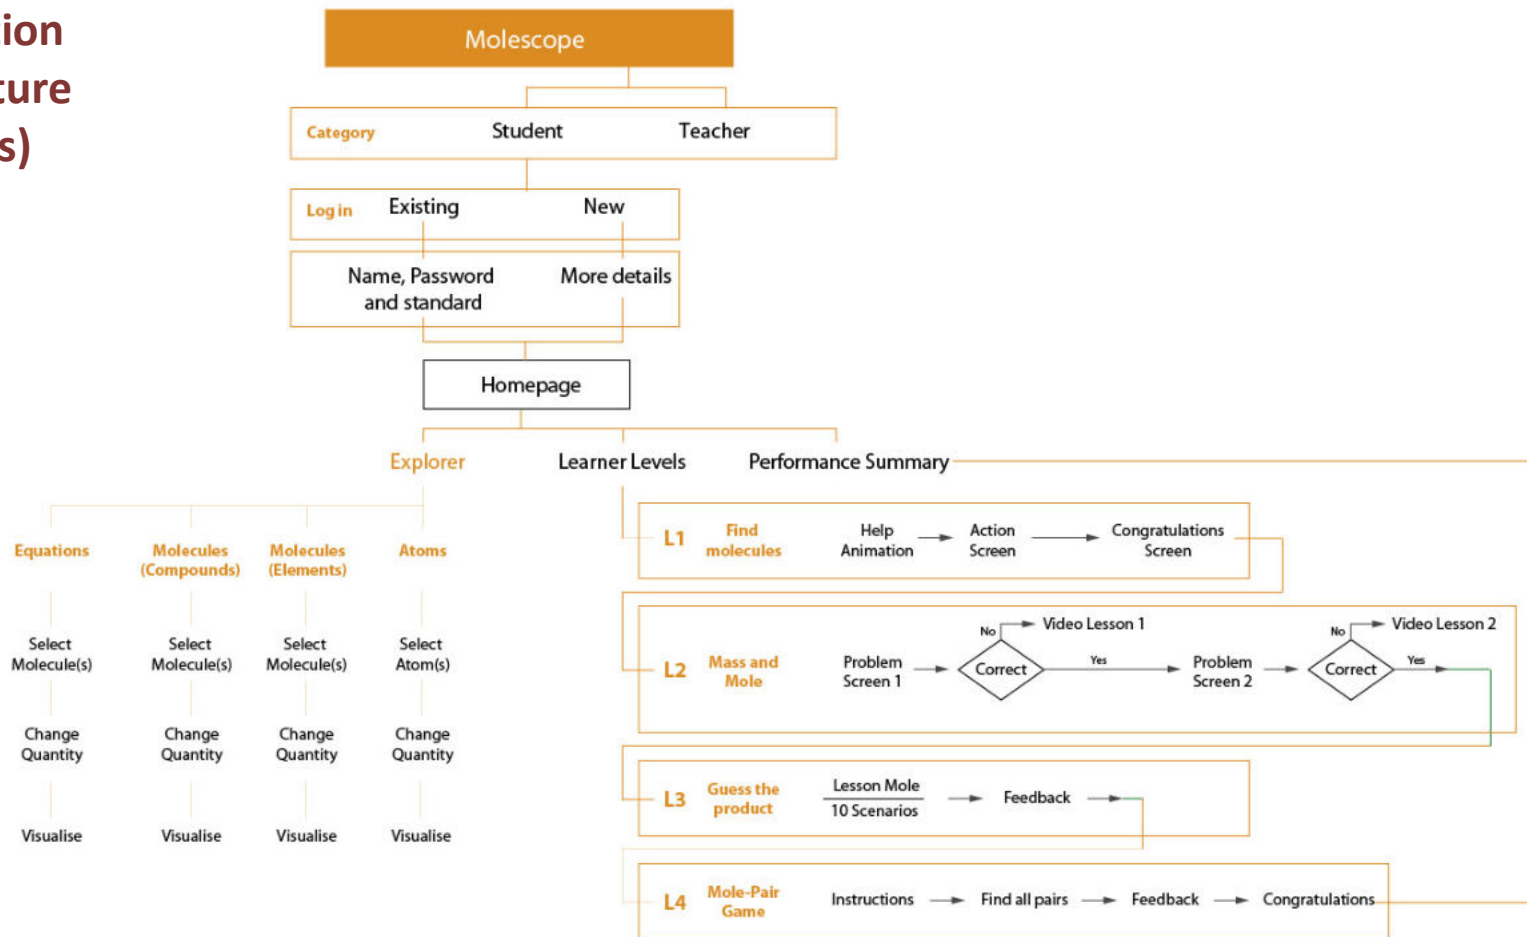 tion
ture
s)
Molescope
Category Student Teacher
Log in Existing New
Name, Password
and standard
More details
Homepage
Explorer Learner Levels Performance Summary
Equations
Molecules
(Compounds)
Molecules
(Elements)
Atoms
Select
Molecule(s)
Select
Molecule(s)
Select
Molecule(s)
Select
Atom(s)
Change
Quantity
Change
Quantity
Change
Quantity
Change
Quantity
Visualise
Visualise
Visualise
Visualise
L1
Find
molecules
Help
Animation
Action
Screen
Congratulations
Screen
L2
Mass and
Mole
Problem
Screen 1
Correct
No
Video Lesson 1
Yes
Problem
Screen 2
Correct
No
Video Lesson 2
Yes
L3
Guess the
product
Lesson Mole
10 Scenarios
Feedback
L4
Mole-Pair
Game
Instructions
Find all pairs
Feedback
Congratulations